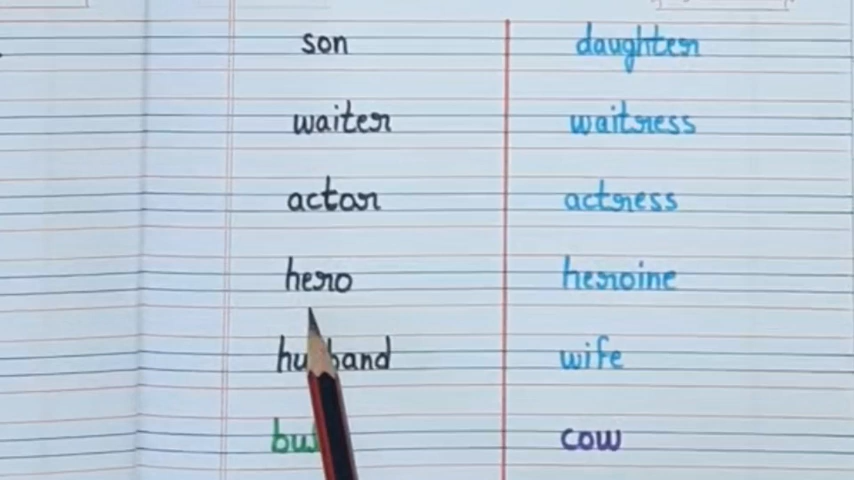 son daughter
waiter waitress
actor actress
hero heroine
wife
cow